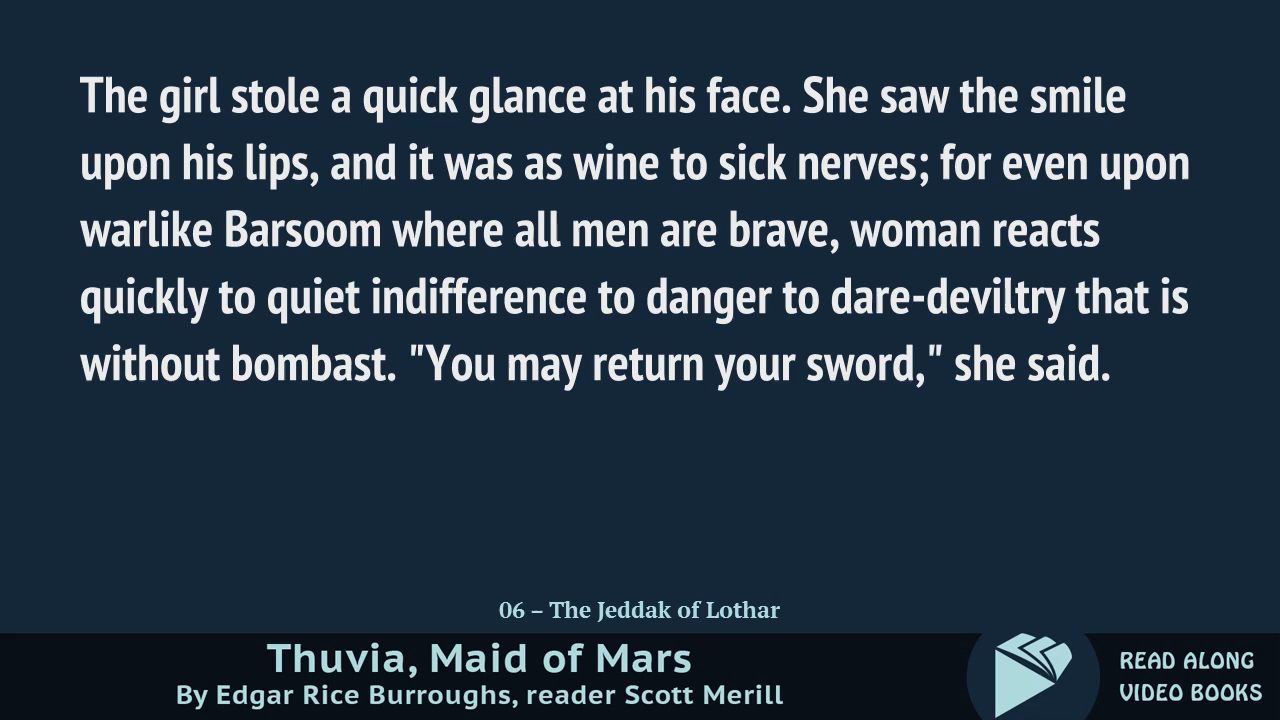 The girl stole a quick glance at his face. She saw the smile
upon his lips, and it was as wine to sick nerves; for even upon
warlike Barsoom where all men are brave, woman reacts
quickly to quiet indifference to danger to dare-deviltry that is
without bombast. "You may return your sword," she said.
06 – The Jeddak of Lothar
Thuvia, Maid of Mars
By Edgar Rice Burroughs, reader Scott Merill
READ ALONG
VIDEO BOOKS